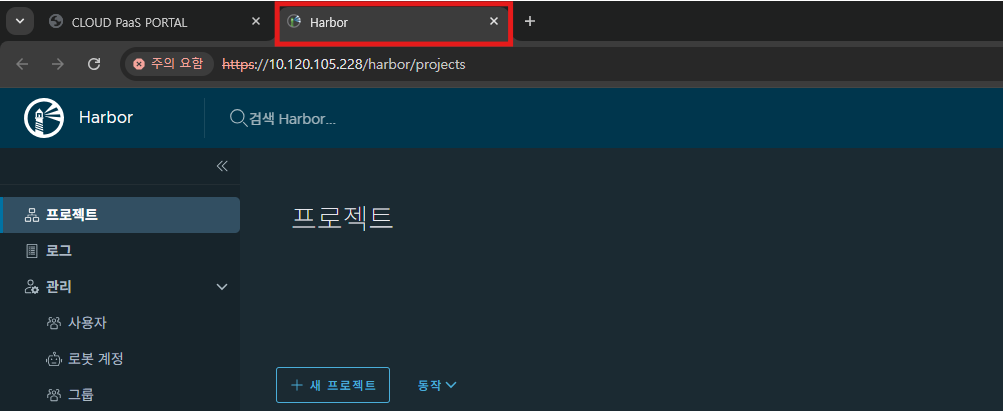 CLOUD PaaS PORTAL
Harbor
주의 요함 https://10.120.105.228/harbor/projects
Harbor
검색 Harbor...
프로젝트
로그
관리
사용자
로봇 계정
그룹
프로젝트
새 프로젝트
동작